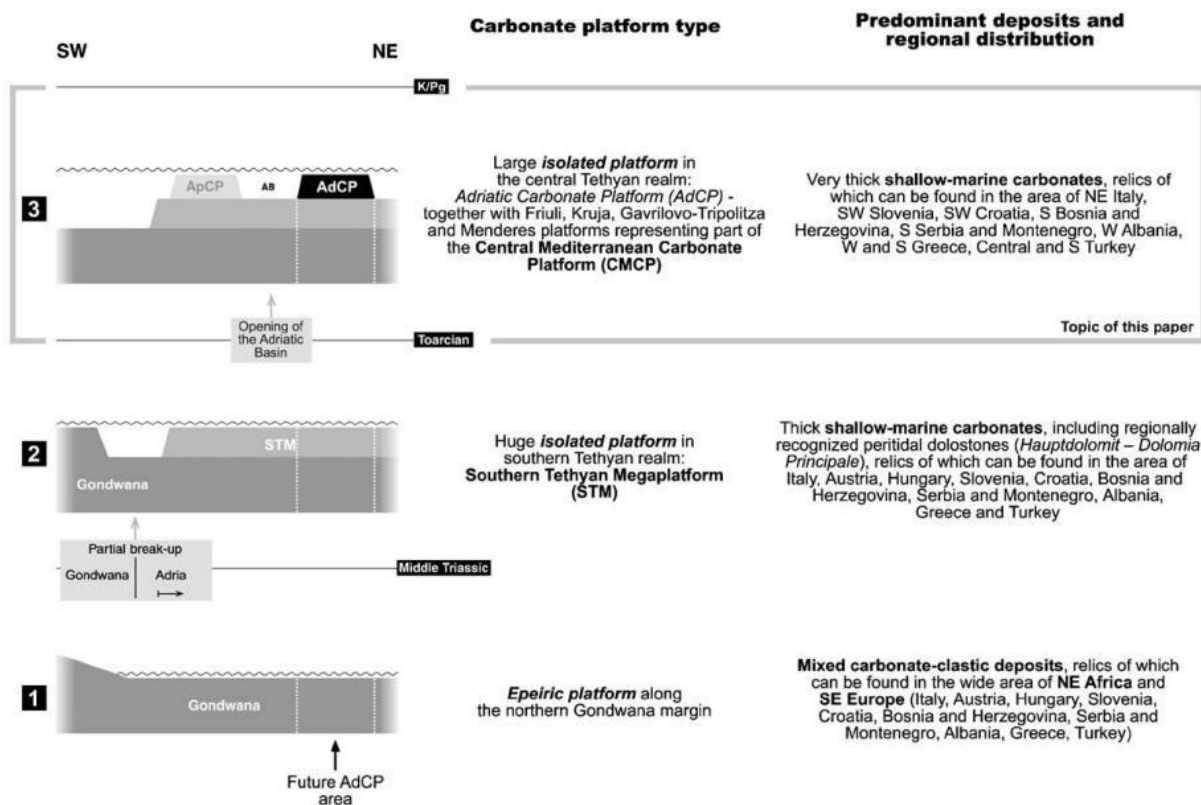 Carbonate platform type
Predominant deposits and
regional distribution
SW
NE
K/Pg
3
ApCP
AB
AdCP
Large isolated platform in
the central Tethyan realm:
Adriatic Carbonate Platform (AdCP) -
together with Friuli, Kruja, Gavrilovo-Tripolitza
and Menderes platforms representing part of
the Central Mediterranean Carbonate
Platform (CMCP)
Very thick shallow-marine carbonates, relics of
which can be found in the area of NE Italy,
SW Slovenia, SW Croatia, S Bosnia and
Herzegovina, S Serbia and Montenegro, W Albania,
W and S Greece, Central and S Turkey
Opening of
the Adriatic
Basin
Toarcian
Topic of this paper
2
STM
Gondwana
Huge isolated platform in
southern Tethyan realm:
Southern Tethyan Megaplatform
(STM)
Thick shallow-marine carbonates, including regionally
recognized peritidal dolostones (Hauptdolomit – Dolomia
Principale), relics of which can be found in the area of
Italy, Austria, Hungary, Slovenia, Croatia, Bosnia and
Herzegovina, Serbia and Montenegro, Albania,
Greece and Turkey
Partial break-up
Gondwana
Adria
Middle Triassic
1
Gondwana
Epeiric platform along
the northern Gondwana margin
Mixed carbonate-clastic deposits, relics of which
can be found in the wide area of NE Africa and
SE Europe (Italy, Austria, Hungary, Slovenia,
Croatia, Bosnia and Herzegovina, Serbia and
Montenegro, Albania, Greece, Turkey)
Future AdCP
area